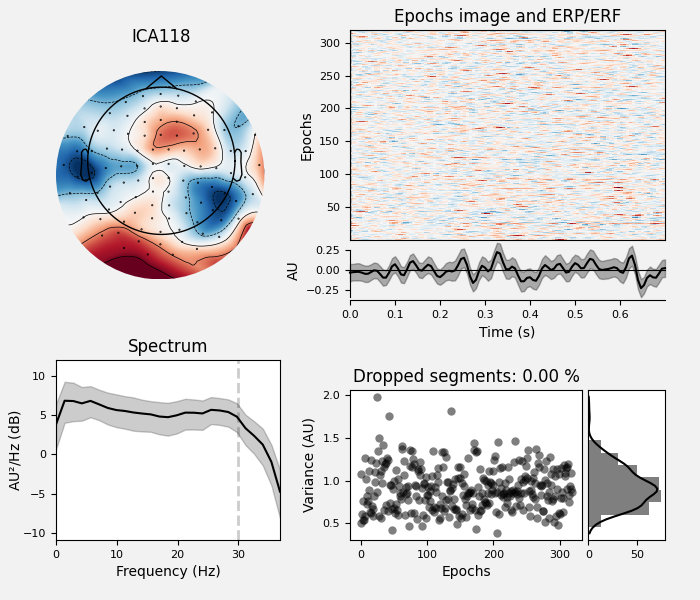 ICA118
Epochs image and ERP/ERF
Epochs
300
250
200
150
100
50
AU
0.25
0.00
−0.25
0.0 0.1 0.2 0.3 0.4 0.5 0.6
Time (s)
Spectrum
AU²/Hz (dB)
10
5
0
−5
−10
0 10 20 30
Frequency (Hz)
Dropped segments: 0.00 %
Variance (AU)
2.0
1.5
1.0
0.5
0 100 200 300
Epochs
0 50